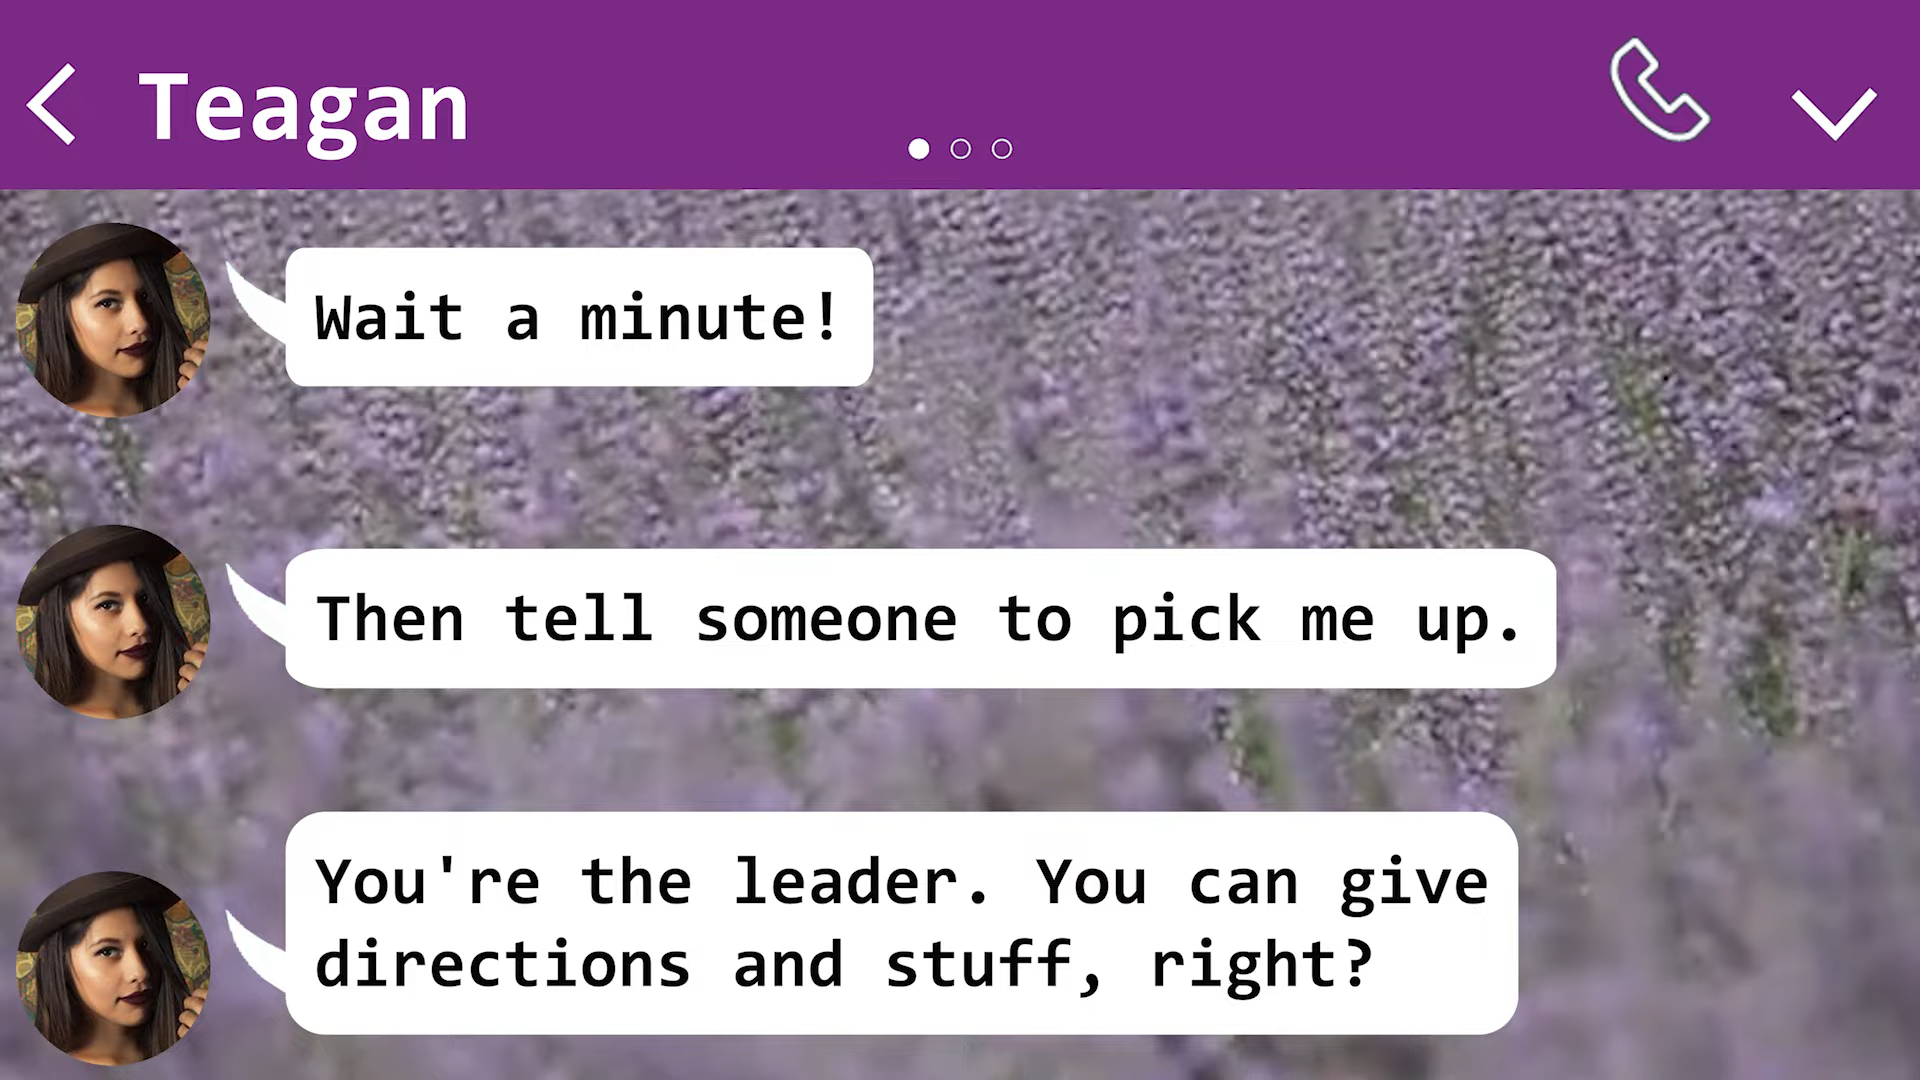 Teagan
Wait a minute!
Then tell someone to pick me up.
You're the leader. You can give
directions and stuff, right?